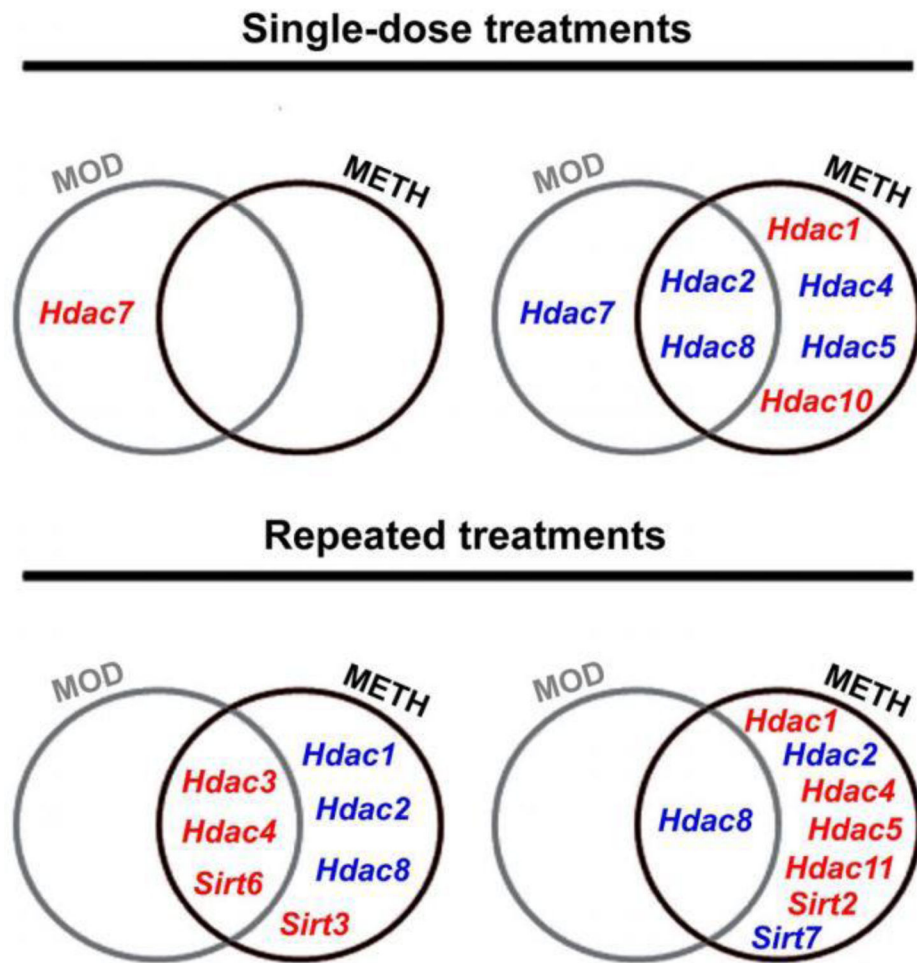 Single-dose treatments
MOD
METH
Hdac7
MOD
METH
Hdac1
Hdac7
Hdac2
Hdac4
Hdac8
Hdac5
Hdac10
Repeated treatments
MOD
METH
Hdac3
Hdac4
Sirt6
Hdac1
Hdac2
Hdac8
Sirt3
MOD
METH
Hdac8
Hdac1
Hdac2
Hdac4
Hdac5
Hdac11
Sirt2
Sirt7